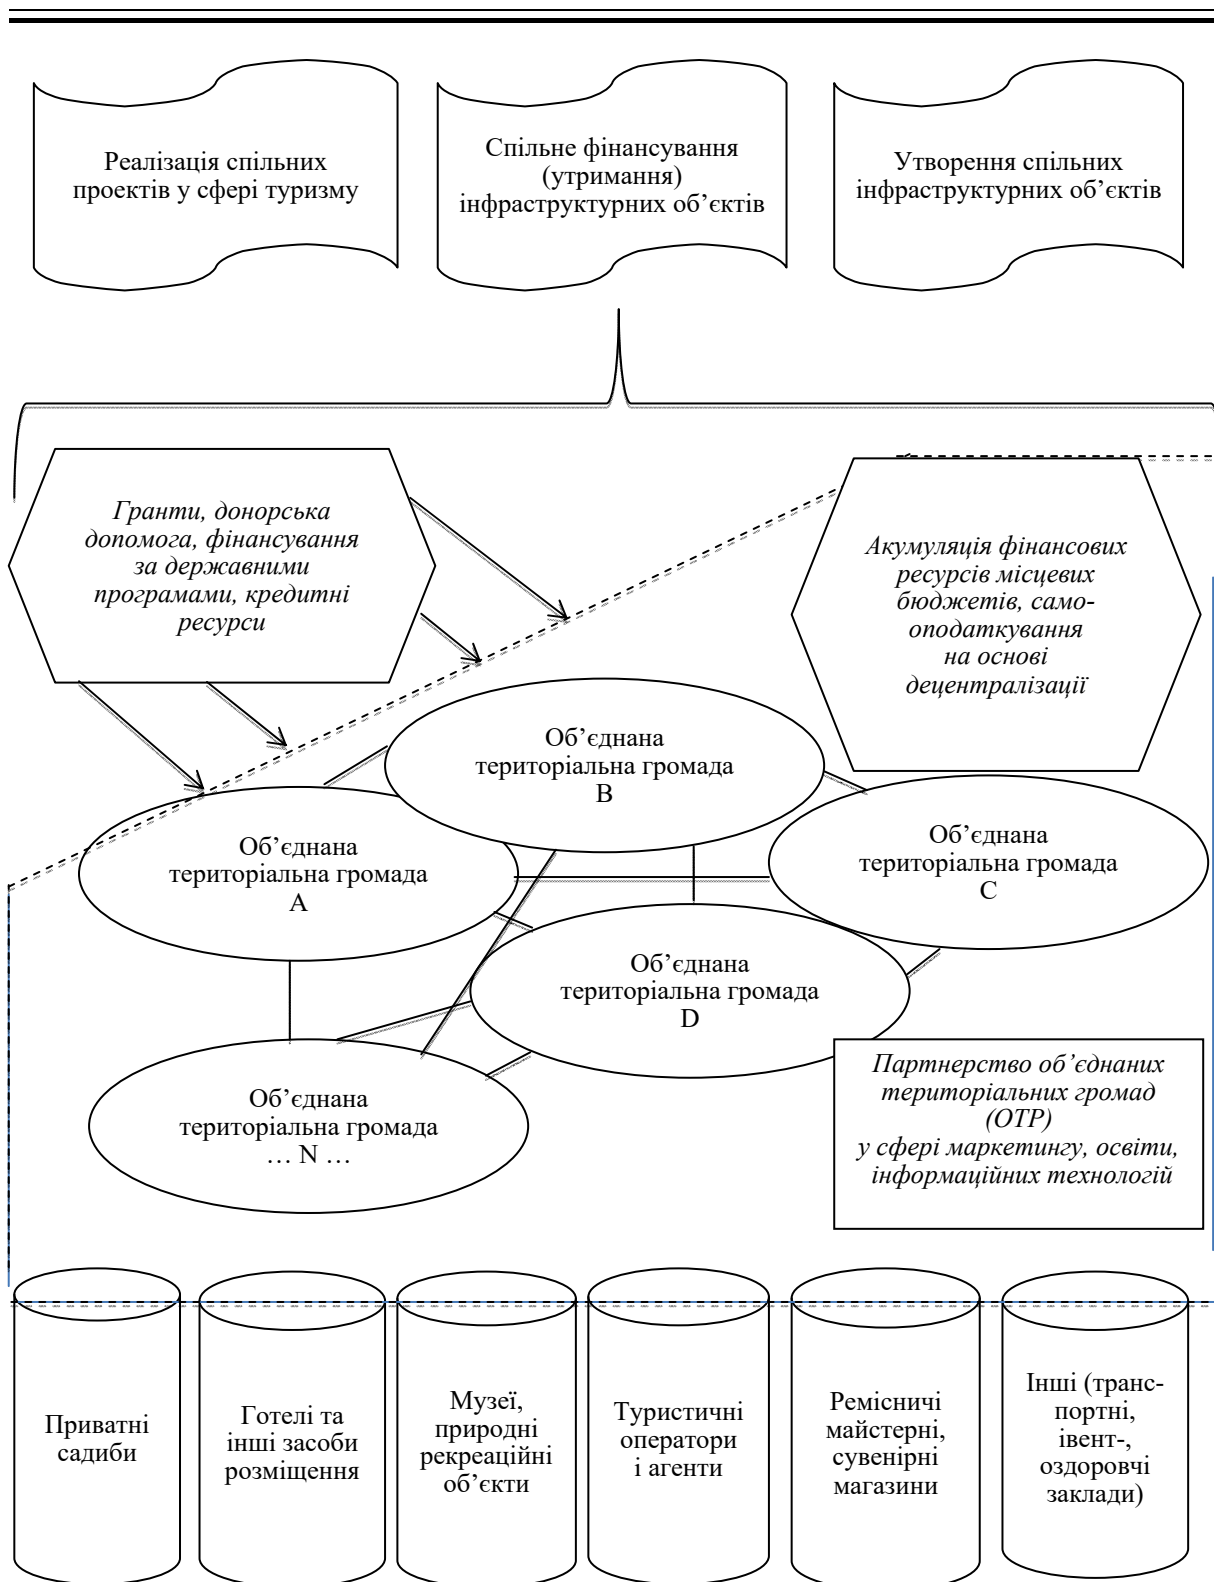 Реалізація спільних
проектів у сфері туризму
Спільне фінансування
(утримання)
інфраструктурних об’єктів
Утворення спільних
інфраструктурних об’єктів
Гранти, донорська
допомога, фінансування
за державними
програмами, кредитні
ресурси
Акумуляція фінансових
ресурсів місцевих
бюджетів, само-
оподаткування
на основі
децентралізації
Об’єднана
територіальна громада
B
Об’єднана
територіальна громада
A
Об’єднана
територіальна громада
C
Об’єднана
територіальна громада
D
Об’єднана
територіальна громада
… N …
Партнерство об’єднаних
територіальних громад
(ОТР)
у сфері маркетингу, освіти,
інформаційних технологій
Приватні
садиби
Готелі та
інші засоби
розміщення
Музеї,
природні
рекреаційні
об’єкти
Туристичні
оператори
і агенти
Ремісничі
майстерні,
сувенірні
магазини
Інші (транс-
портні,
івент-,
оздоровчі
заклади)